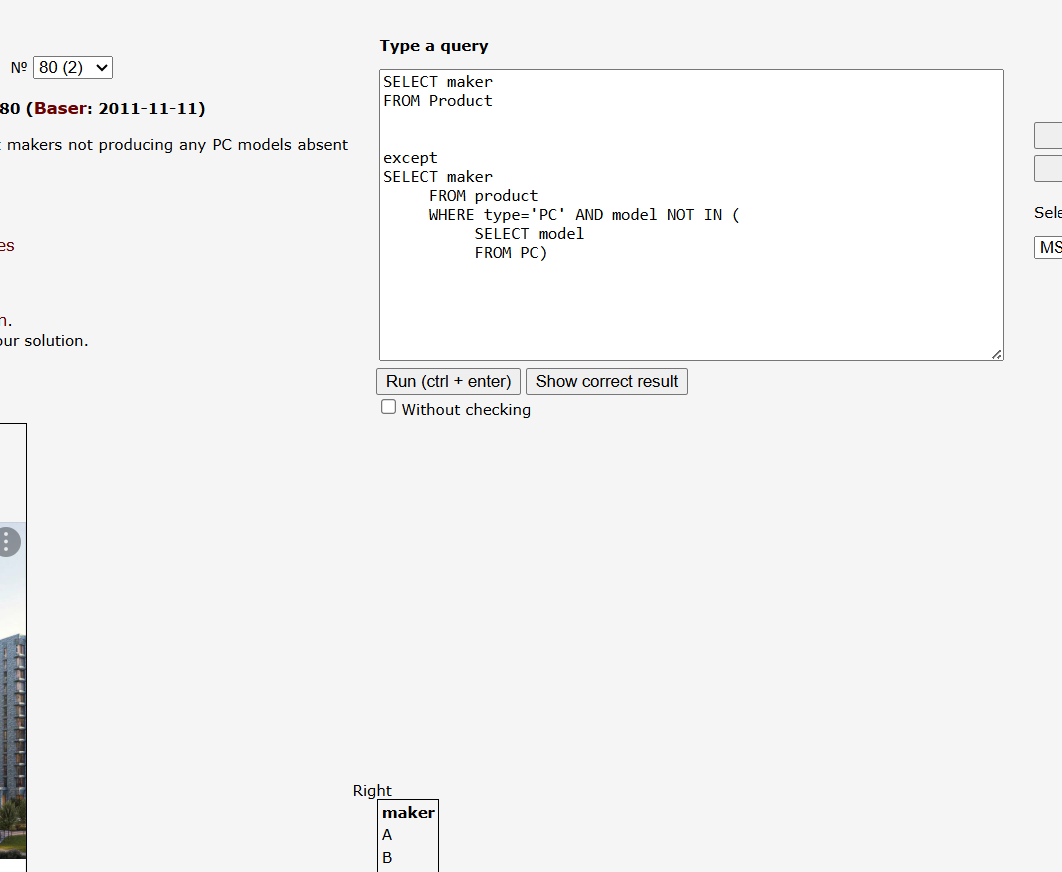 Type a query
Nº 80 (2)
SELECT maker
FROM Product
80 (Baser: 2011-11-11)
makers not producing any PC models absent
except
SELECT maker
FROM product
WHERE type='PC' AND model NOT IN (
SELECT model
FROM PC)
Sele
es
MS
n.
our solution.
Run (ctrl + enter) Show correct result
Without checking
Right
maker
A
B